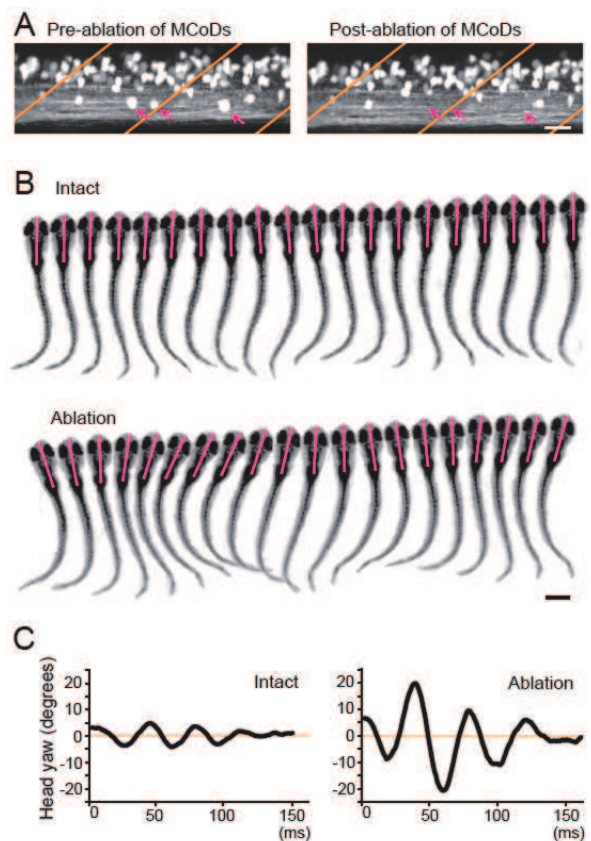 A
Pre-ablation of MCoDs
Post-ablation of MCoDs
B
Intact
Ablation
C
Head yaw (degrees)
Intact
20
10
0
-10
-20
0
50
100
150
(ms)
Ablation
20
10
0
-10
-20
0
50
100
150
(ms)